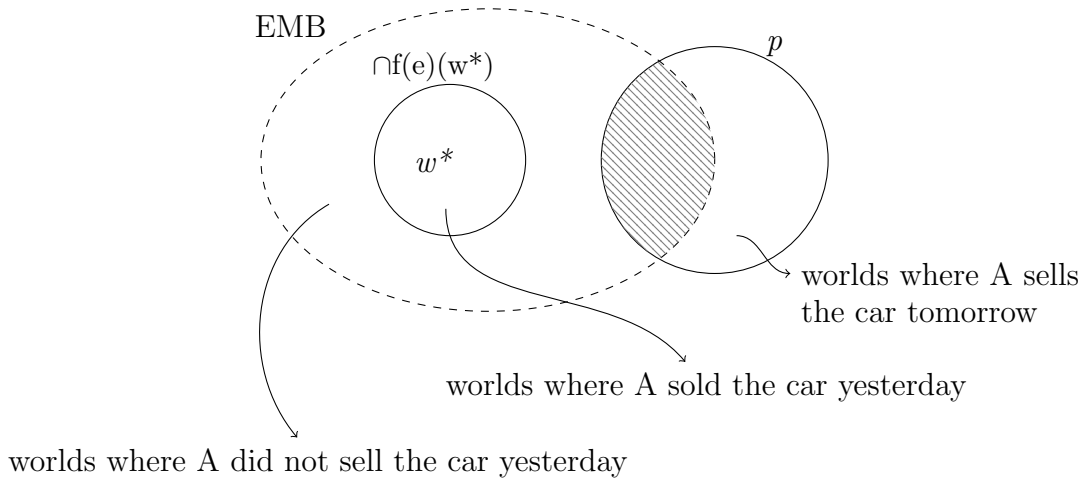 EMB
p
∩f(e)(w*)
w*
worlds where A sells
the car tomorrow
worlds where A sold the car yesterday
worlds where A did not sell the car yesterday